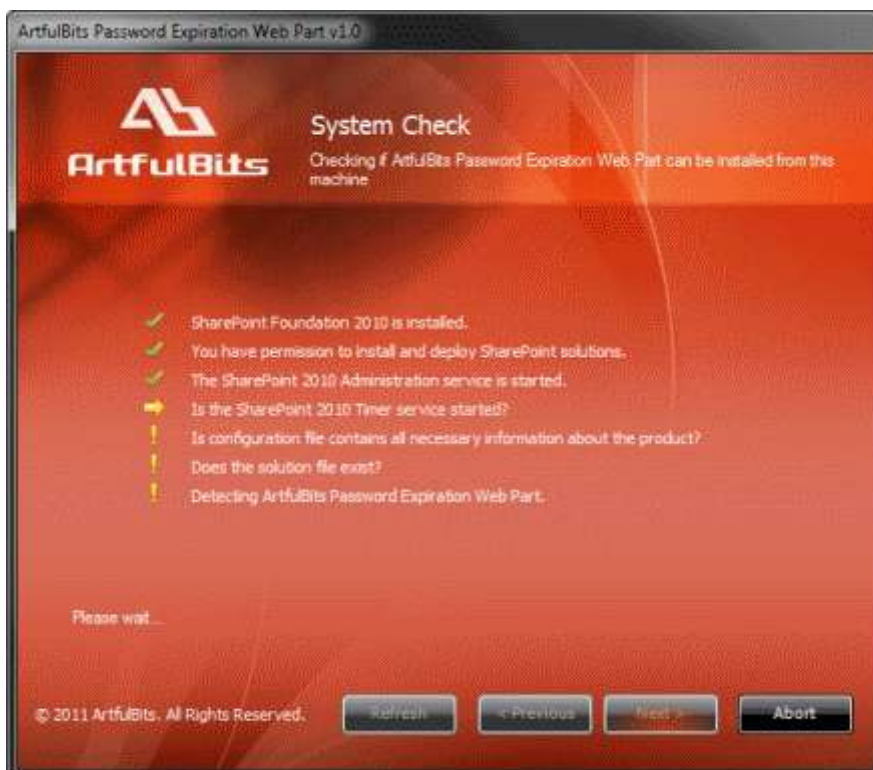 ArtfulBits Password Expiration Web Part v1.0
ArtfulBits
System Check
Checking if ArtfulBits Password Expiration Web Part can be installed from this
machine
SharePoint Foundation 2010 is installed.
You have permission to install and deploy SharePoint solutions.
The SharePoint 2010 Administration service is started.
Is the SharePoint 2010 Timer service started?
Is configuration file contains all necessary information about the product?
Does the solution file exist?
Detecting ArtfulBits Password Expiration Web Part.
Please wait...
© 2011 ArtfulBits. All Rights Reserved.
Refresh
< Previous
Next >
Abort